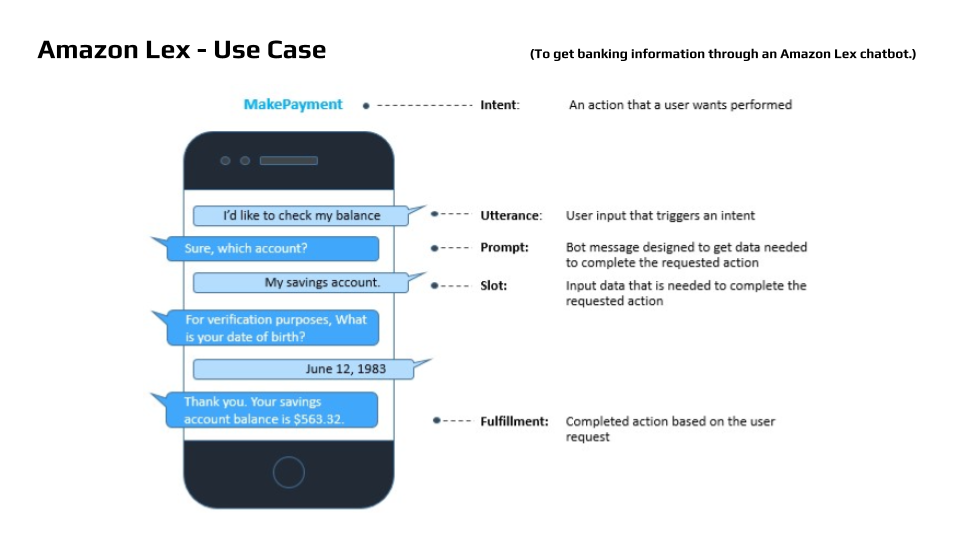 Amazon Lex - Use Case
(To get banking information through an Amazon Lex chatbot.)
MakePayment
Intent:
An action that a user wants performed
I'd like to check my balance
Utterance:
User input that triggers an intent
Sure, which account?
Prompt:
Bot message designed to get data needed
to complete the requested action
My savings account.
Slot:
Input data that is needed to complete the
requested action
For verification purposes, What
is your date of birth?
June 12, 1983
Thank you. Your savings
account balance is $563.32.
Fulfillment:
Completed action based on the user
request